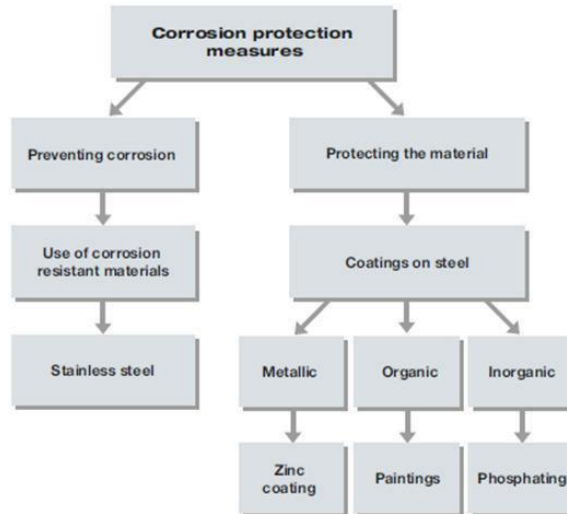 Corrosion protection
measures
Preventing corrosion
Protecting the material
Use of corrosion
resistant materials
Coatings on steel
Stainless steel
Metallic
Organic
Inorganic
Zinc
coating
Paintings
Phosphating